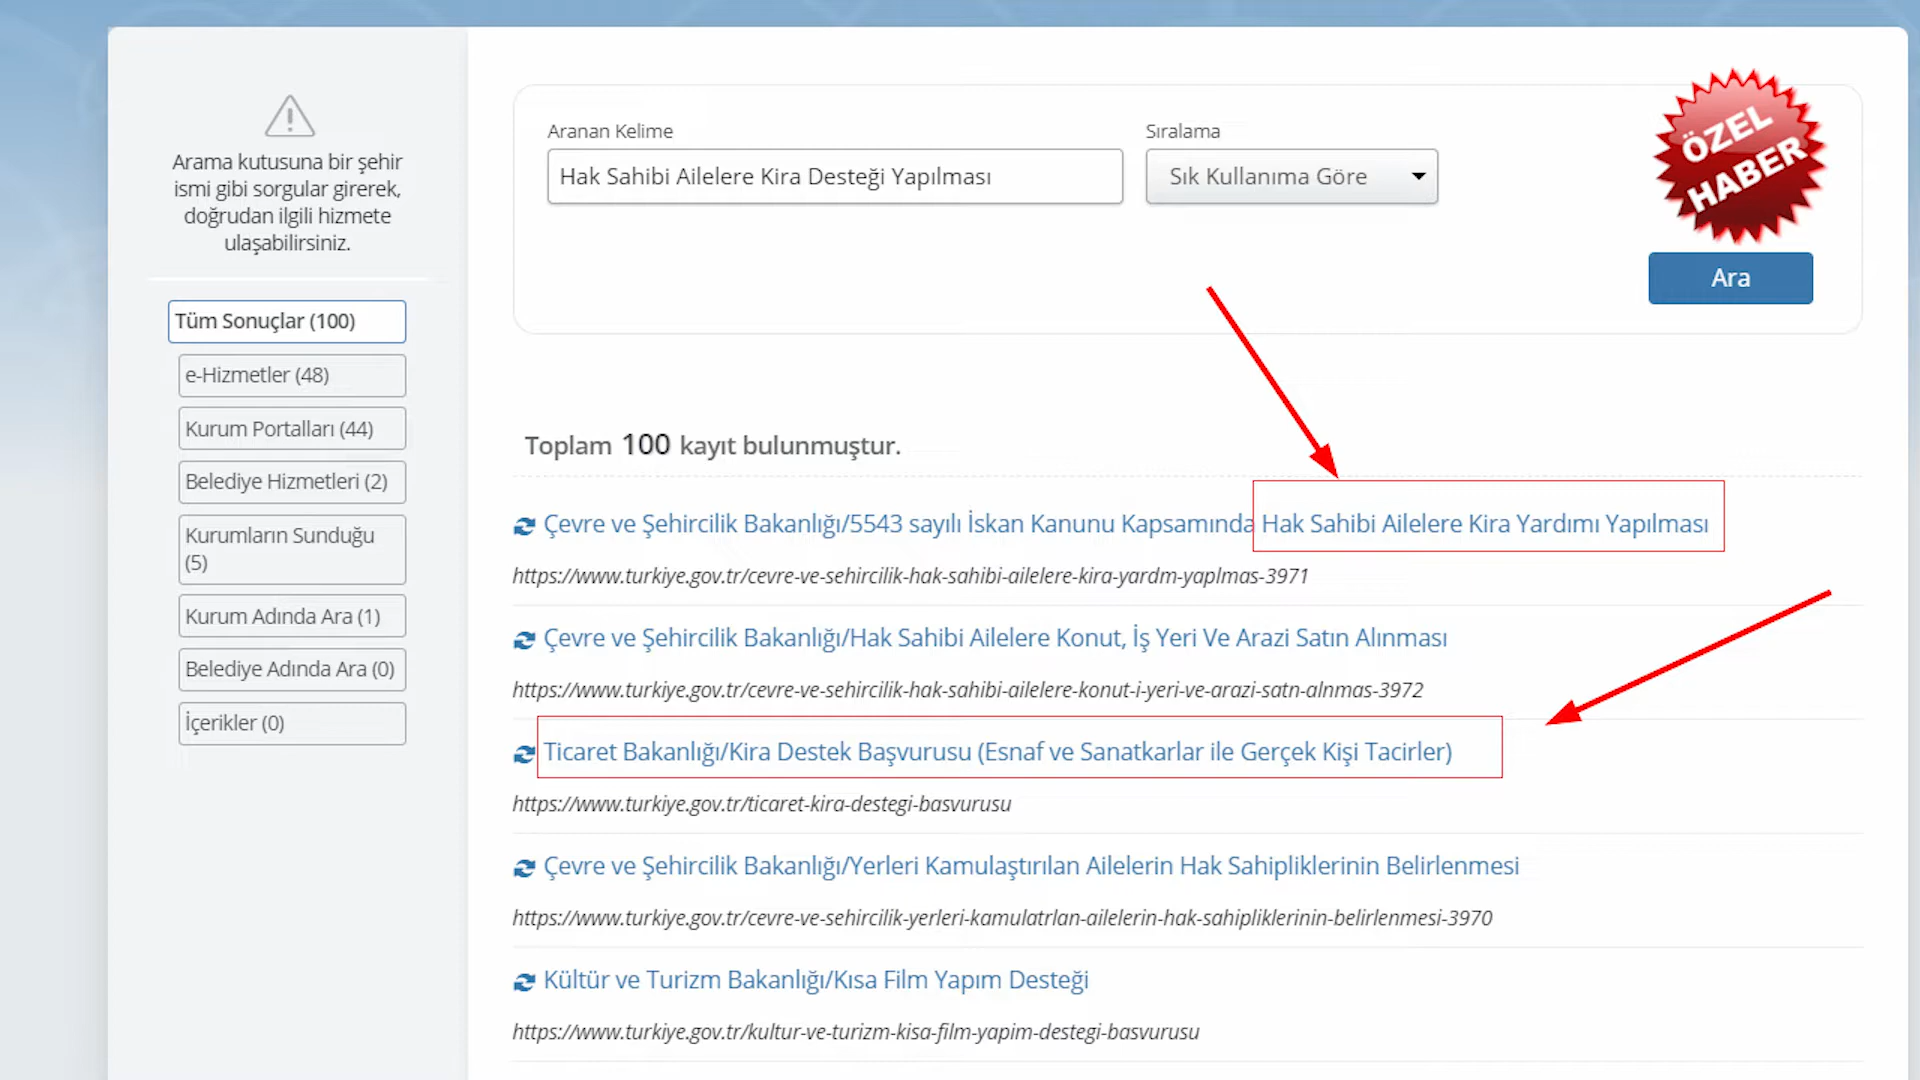 Arama kutusuna bir şehir
ismi gibi sorgular girerek,
doğrudan ilgili hizmete
ulaşabilirsiniz.
Tüm Sonuçlar (100)
e-Hizmetler (48)
Kurum Portalları (44)
Belediye Hizmetleri (2)
Kurumların Sunduğu
(5)
Kurum Adında Ara (1)
Belediye Adında Ara (0)
İçerikler (0)
Aranan Kelime
Hak Sahibi Ailelere Kira Desteği Yapılması
Sıralama
Sık Kullanıma Göre
ÖZEL
HABER
Ara
Toplam 100 kayıt bulunmuştur.
Çevre ve Şehircilik Bakanlığı/5543 sayılı İskan Kanunu Kapsamında Hak Sahibi Ailelere Kira Yardımı Yapılması
https://www.turkiye.gov.tr/cevre-ve-sehircilik-hak-sahibi-ailelere-kira-yardm-yaplmas-3971
Çevre ve Şehircilik Bakanlığı/Hak Sahibi Ailelere Konut, İş Yeri Ve Arazi Satın Alınması
https://www.turkiye.gov.tr/cevre-ve-sehircilik-hak-sahibi-ailelere-konut-i-yeri-ve-arazi-satn-alnmas-3972
Ticaret Bakanlığı/Kira Destek Başvurusu (Esnaf ve Sanatkarlar ile Gerçek Kişi Tacirler)
https://www.turkiye.gov.tr/ticaret-kira-destegi-basvurusu
Çevre ve Şehircilik Bakanlığı/Yerleri Kamulaştırılan Ailelerin Hak Sahipliklerinin Belirlenmesi
https://www.turkiye.gov.tr/cevre-ve-sehircilik-yerleri-kamulatrlan-ailelerin-hak-sahipliklerinin-belirlenmesi-3970
Kültür ve Turizm Bakanlığı/Kısa Film Yapım Desteği
https://www.turkiye.gov.tr/kultur-ve-turizm-kisa-film-yapim-destegi-basvurusu